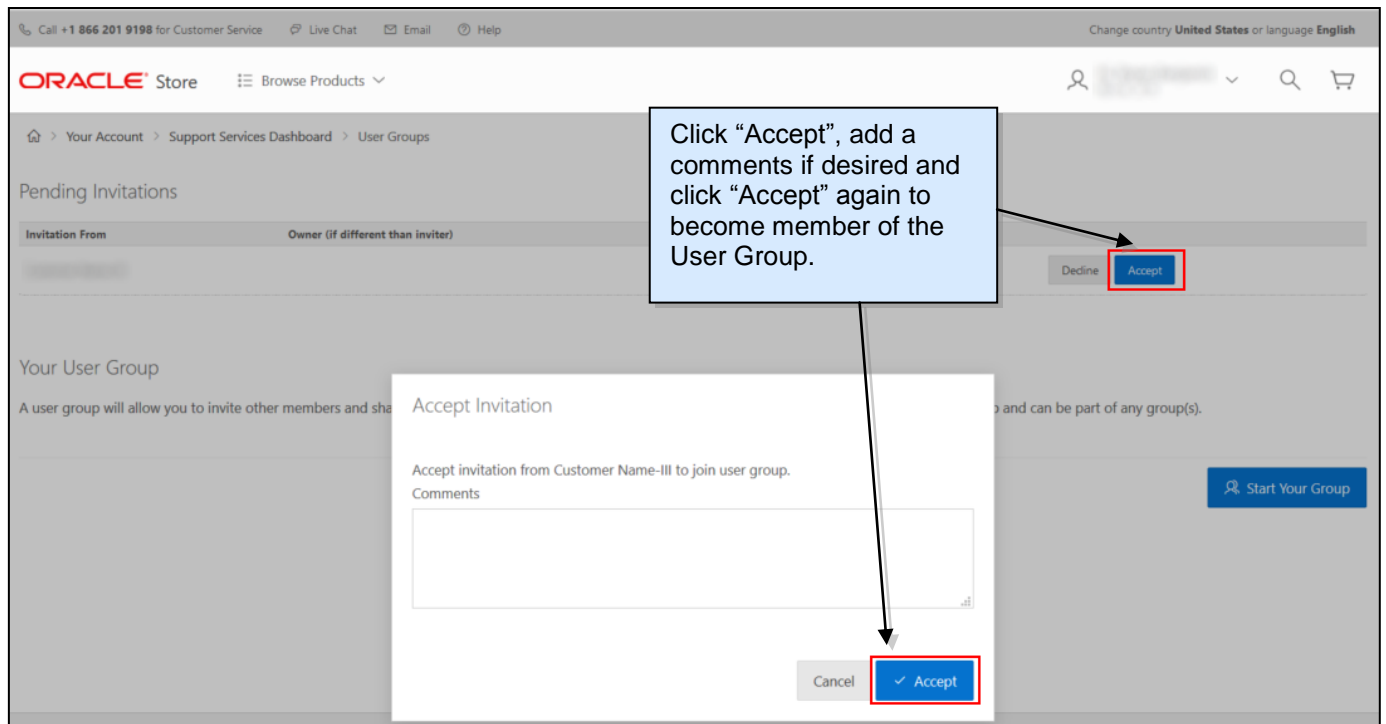 Call +1 866 201 9198 for Customer Service Live Chat Email Help Change country United States or language English
ORACLE Store Browse Products
Your Account > Support Services Dashboard > User Groups
Click “Accept”, add a
comments if desired and
click “Accept” again to
become member of the
User Group.
Pending Invitations
Invitation From Owner (if different than inviter)
Decline Accept
Your User Group
A user group will allow you to invite other members and sha
and can be part of any group(s).
Start Your Group
Accept Invitation
Accept invitation from Customer Name-III to join user group.
Comments
Cancel Accept